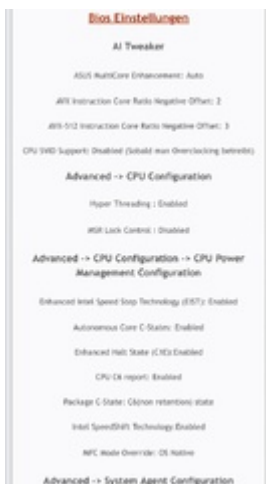 Bios Einstellungen
AI Tweaker
ASUS MultiCore Enhancement: Auto
AVX Instruction Core Ratio Negative Offset: 2
AVX-512 Instruction Core Ratio Negative Offset: 3
CPU SVID Support: Disabled (Sobald man Overclocking betreibt)
Advanced -> CPU Configuration
Hyper Threading : Enabled
MSR Lock Control : Disabled
Advanced -> CPU Configuration -> CPU Power
Management Configuration
Enhanced Intel Speed Step Technology (EIST): Enabled
Autonomous Core C-States: Enabled
Enhanced Halt State (C1E):Enabled
CPU C6 report: Enabled
Package C-State: C6(non retention) state
Intel SpeedShift Technology:Enabled
MFC Mode Override: OS Native
Advanced -> System Agent Configuration